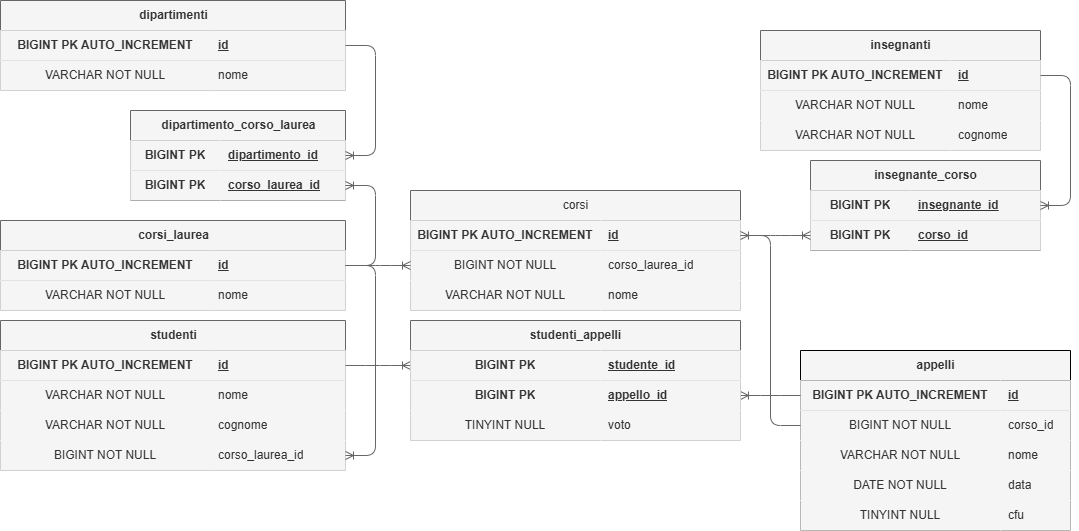 dipartimenti
BIGINT PK AUTO_INCREMENT id
VARCHAR NOT NULL nome
dipartimento_corso_laurea
BIGINT PK dipartimento_id
BIGINT PK corso_laurea_id
corsi_laurea
BIGINT PK AUTO_INCREMENT id
VARCHAR NOT NULL nome
studenti
BIGINT PK AUTO_INCREMENT id
VARCHAR NOT NULL nome
VARCHAR NOT NULL cognome
BIGINT NOT NULL corso_laurea_id
corsi
BIGINT PK AUTO_INCREMENT id
BIGINT NOT NULL corso_laurea_id
VARCHAR NOT NULL nome
studenti_appelli
BIGINT PK studente_id
BIGINT PK appello_id
TINYINT NULL voto
insegnanti
BIGINT PK AUTO_INCREMENT id
VARCHAR NOT NULL nome
VARCHAR NOT NULL cognome
insegnante_corso
BIGINT PK insegnante_id
BIGINT PK corso_id
appelli
BIGINT PK AUTO_INCREMENT id
BIGINT NOT NULL corso_id
VARCHAR NOT NULL nome
DATE NOT NULL data
TINYINT NULL cfu